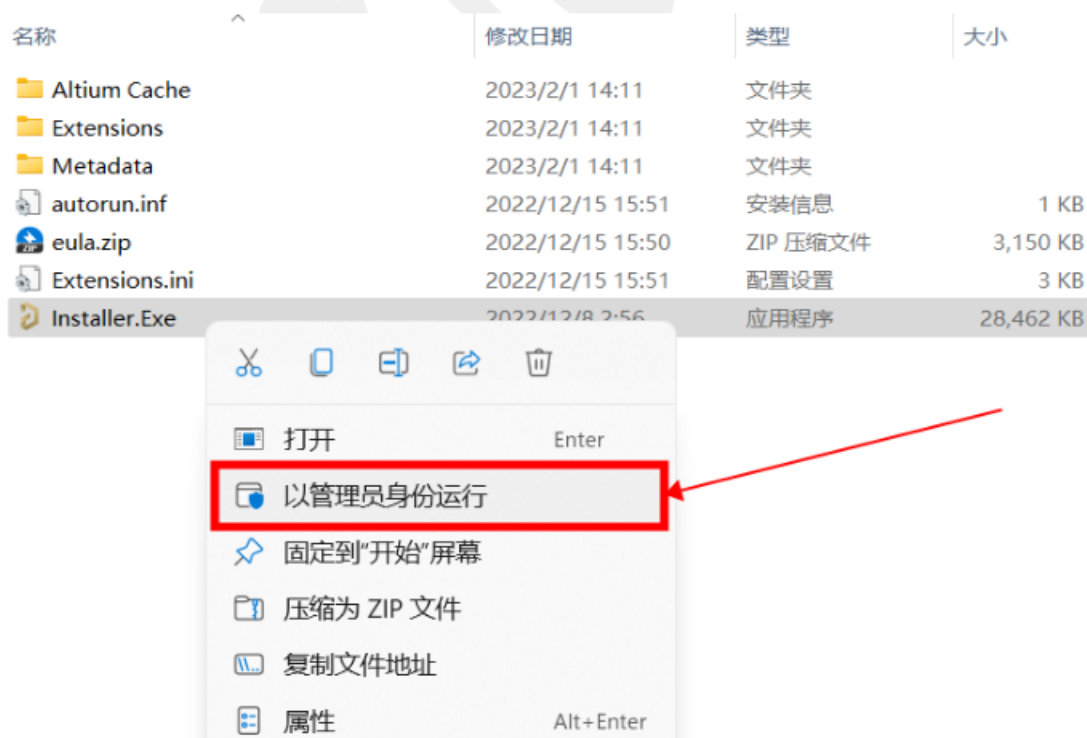 名称 修改日期 类型 大小
Altium Cache 2023/2/1 14:11 文件夹
Extensions 2023/2/1 14:11 文件夹
Metadata 2023/2/1 14:11 文件夹
autorun.inf 2022/12/15 15:51 安装信息 1 KB
eula.zip 2022/12/15 15:50 ZIP 压缩文件 3,150 KB
Extensions.ini 2022/12/15 15:51 配置设置 3 KB
Installer.Exe 2022/12/8 2:56 应用程序 28,462 KB
打开 Enter
以管理员身份运行
固定到"开始"屏幕
压缩为 ZIP 文件
复制文件地址
属性 Alt+Enter